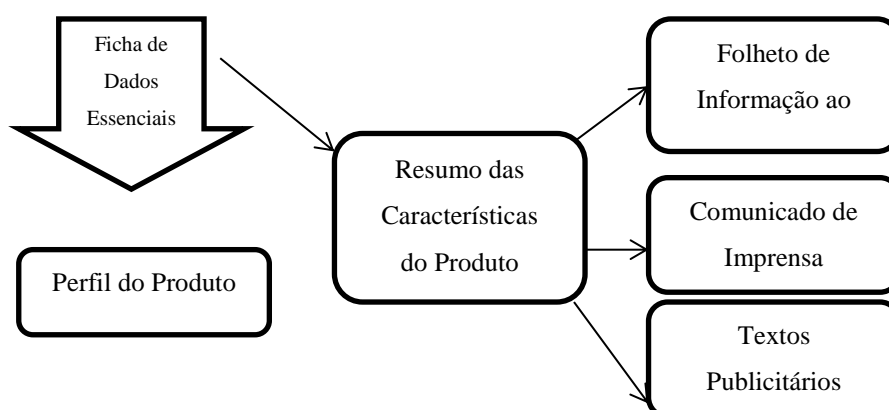 Ficha de
Dados
Essenciais
Perfil do Produto
Resumo das
Características
do Produto
Folheto de
Informação ao
Comunicado de
Imprensa
Textos
Publicitários